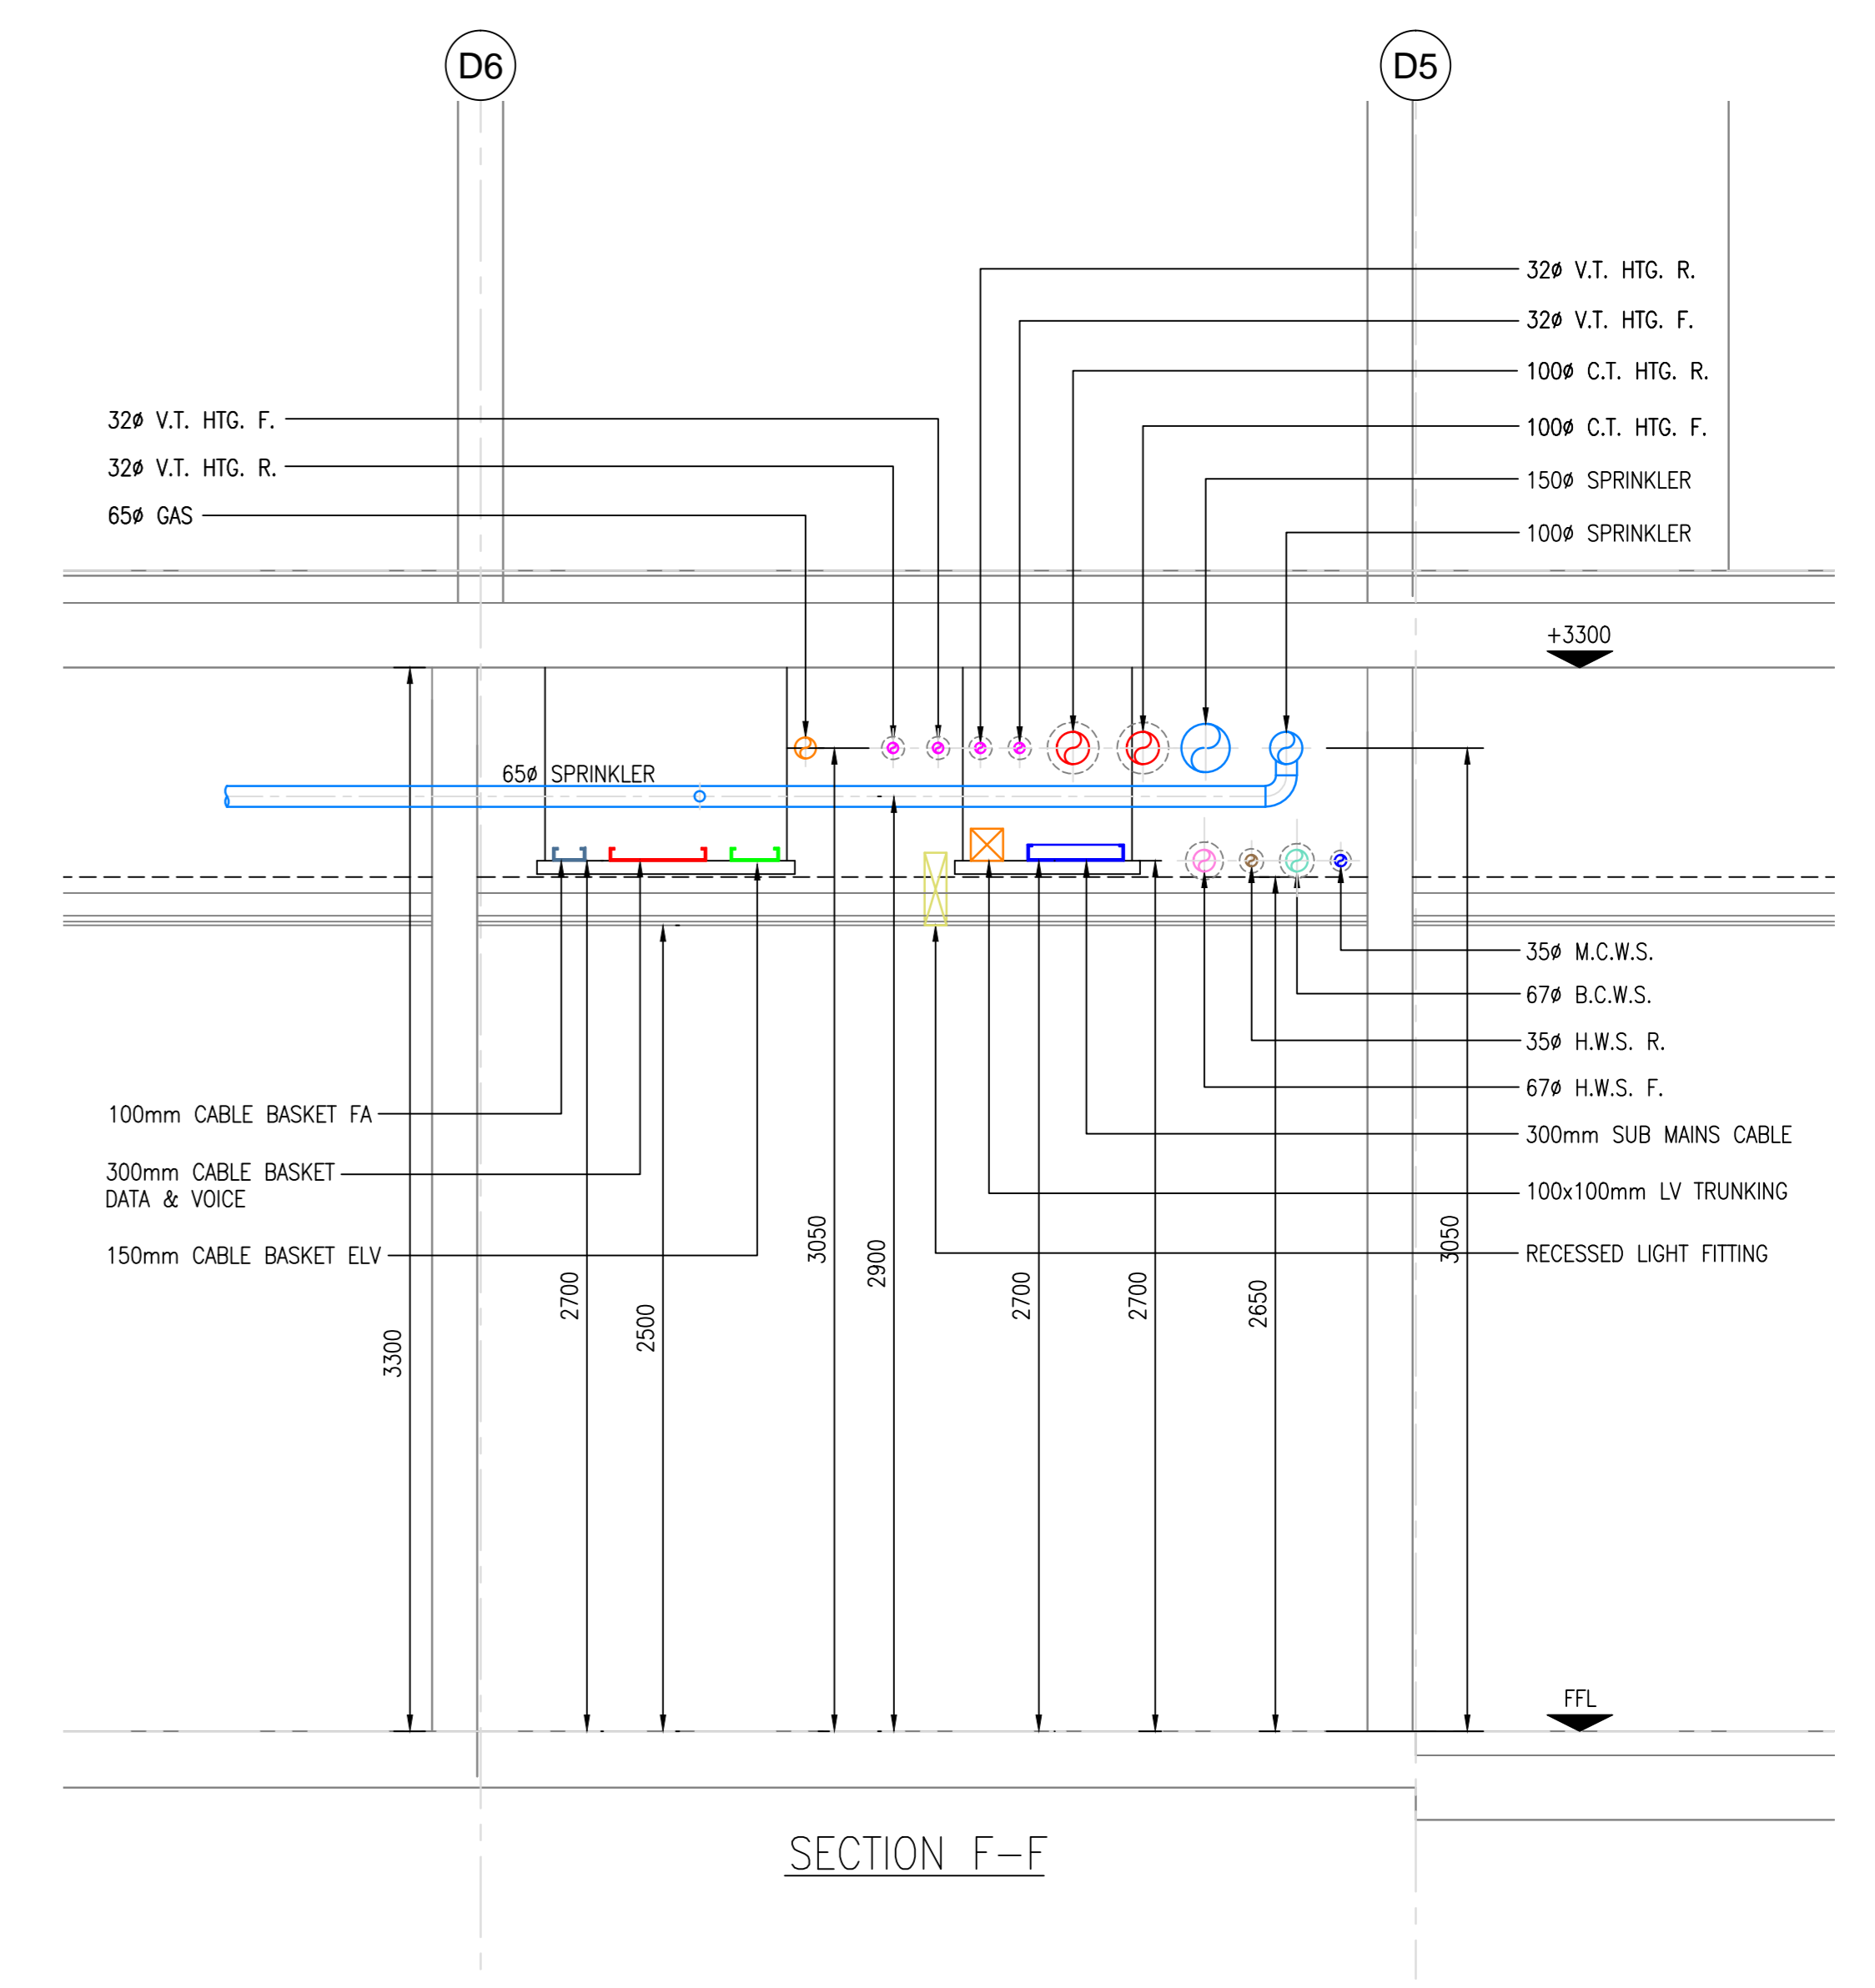 D6
D5
32ø V.T. HTG. R.
32ø V.T. HTG. F.
100ø C.T. HTG. R.
32ø V.T. HTG. F.
100ø C.T. HTG. F.
32ø V.T. HTG. R.
150ø SPRINKLER
65ø GAS
100ø SPRINKLER
+3300
65ø SPRINKLER
35ø M.C.W.S.
67ø B.C.W.S.
35ø H.W.S. R.
67ø H.W.S. F.
100mm CABLE BASKET FA
300mm SUB MAINS CABLE
300mm CABLE BASKET
DATA & VOICE
100x100mm LV TRUNKING
150mm CABLE BASKET ELV
RECESSED LIGHT FITTING
3300
2700
2500
3050
2900
2700
2700
2650
3050
FFL
SECTION F-F